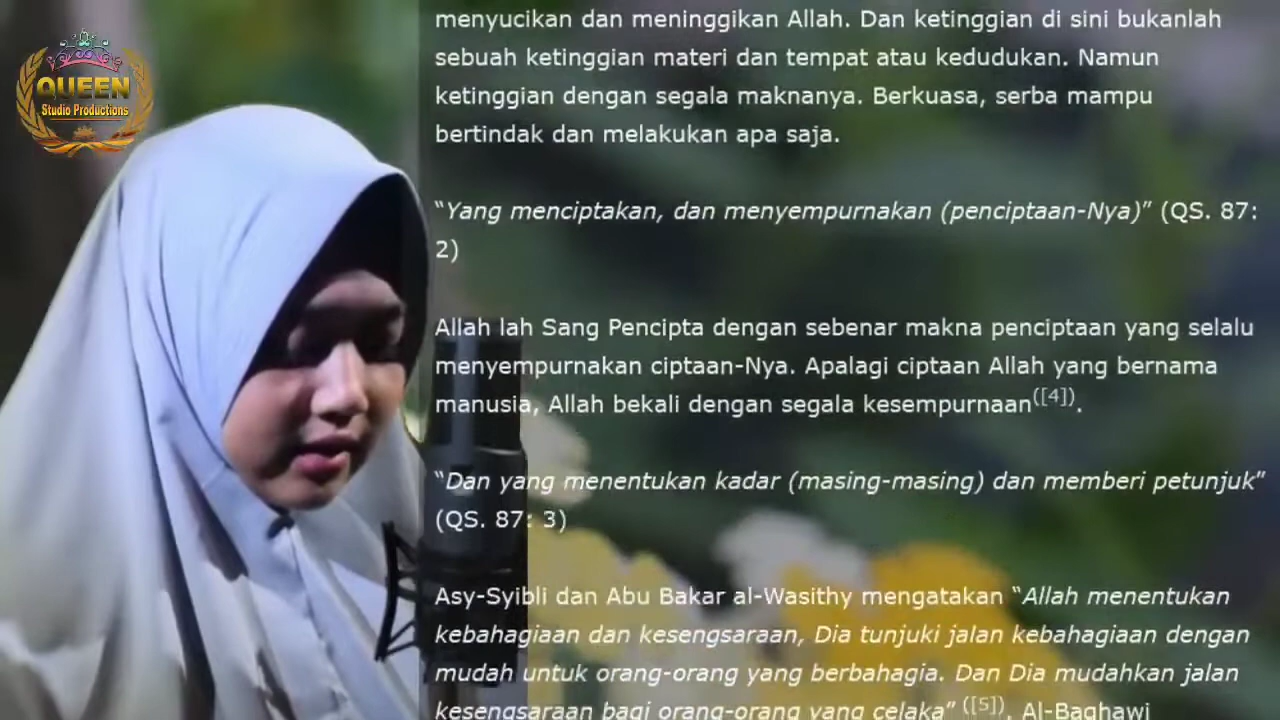 QUEEN
Studio Productions
menyucikan dan meninggikan Allah. Dan ketinggian di sini bukanlah
sebuah ketinggian materi dan tempat atau kedudukan. Namun
ketinggian dengan segala maknanya. Berkuasa, serba mampu
bertindak dan melakukan apa saja.
“Yang menciptakan, dan menyempurnakan (penciptaan-Nya)” (QS. 87:
2)
Allah lah Sang Pencipta dengan sebenar makna penciptaan yang selalu
menyempurnakan ciptaan-Nya. Apalagi ciptaan Allah yang bernama
manusia, Allah bekali dengan segala kesempurnaan([4]).
“Dan yang menentukan kadar (masing-masing) dan memberi petunjuk”
(QS. 87: 3)
Asy-Syibli dan Abu Bakar al-Wasithy mengatakan “Allah menentukan
kebahagiaan dan kesengsaraan, Dia tunjuki jalan kebahagiaan dengan
mudah untuk orang-orang yang berbahagia. Dan Dia mudahkan jalan
kesengsaraan bagi orang-orang yang celaka” ([5]). Al-Baghawi